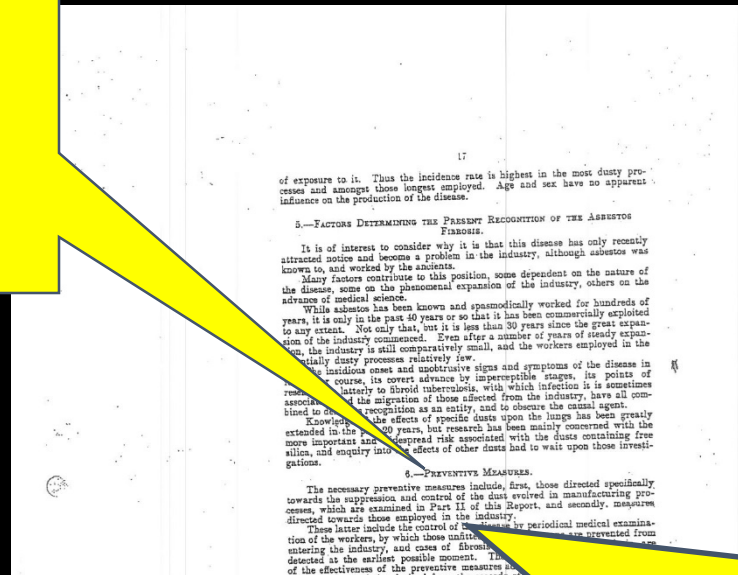 17
of exposure to it. Thus the incidence rate is highest in the most dusty pro-
cesses and amongst those longest employed. Age and sex have no apparent
influence on the production of the disease.
5.—FACTORS DETERMINING THE PRESENT RECOGNITION OF THE ASBESTOS
FIBROSIS.
It is of interest to consider why it is that this disease has only recently
attracted notice and become a problem in the industry, although asbestos was
known to, and worked by the ancients.
Many factors contribute to this position, some dependent on the nature of
the disease, some on the phenomenal expansion of the industry, others on the
advance of medical science.
While asbestos has been known and spasmodically worked for hundreds of
years, it is only in the past 40 years or so that it has been commercially exploited
to any extent. Not only that, but it is less than 30 years since the great expan-
sion of the industry commenced. Even after a number of years of steady expan-
sion, the industry is still comparatively small, and the workers employed in the
dusty processes relatively few.
insidious onset and unobtrusive signs and symptoms of the disease in
course, its covert advance by imperceptible stages, its points of
latterly to fibroid tuberculosis, with which infection it is sometimes
the migration of those affected from the industry, have all com-
bined to recognition as an entity, and to obscure the causal agent.
the effects of specific dusts upon the lungs has been greatly
extended in the 20 years, but research has been mainly concerned with the
more important and widespread risk associated with the dusts containing free
silica, and enquiry into the effects of other dusts had to wait upon those investi-
gations.
6.—PREVENTIVE MEASURES.
The necessary preventive measures include, first, those directed specifically
towards the suppression and control of the dust evolved in manufacturing pro-
cesses, which are examined in Part II of this Report, and secondly, measures
directed towards those employed in the industry.
These latter include the control of by periodical medical examina-
tion of the workers, by which those are prevented from
entering the industry, and cases of are
detected at the earliest possible moment.
of the effectiveness of the preventive measures